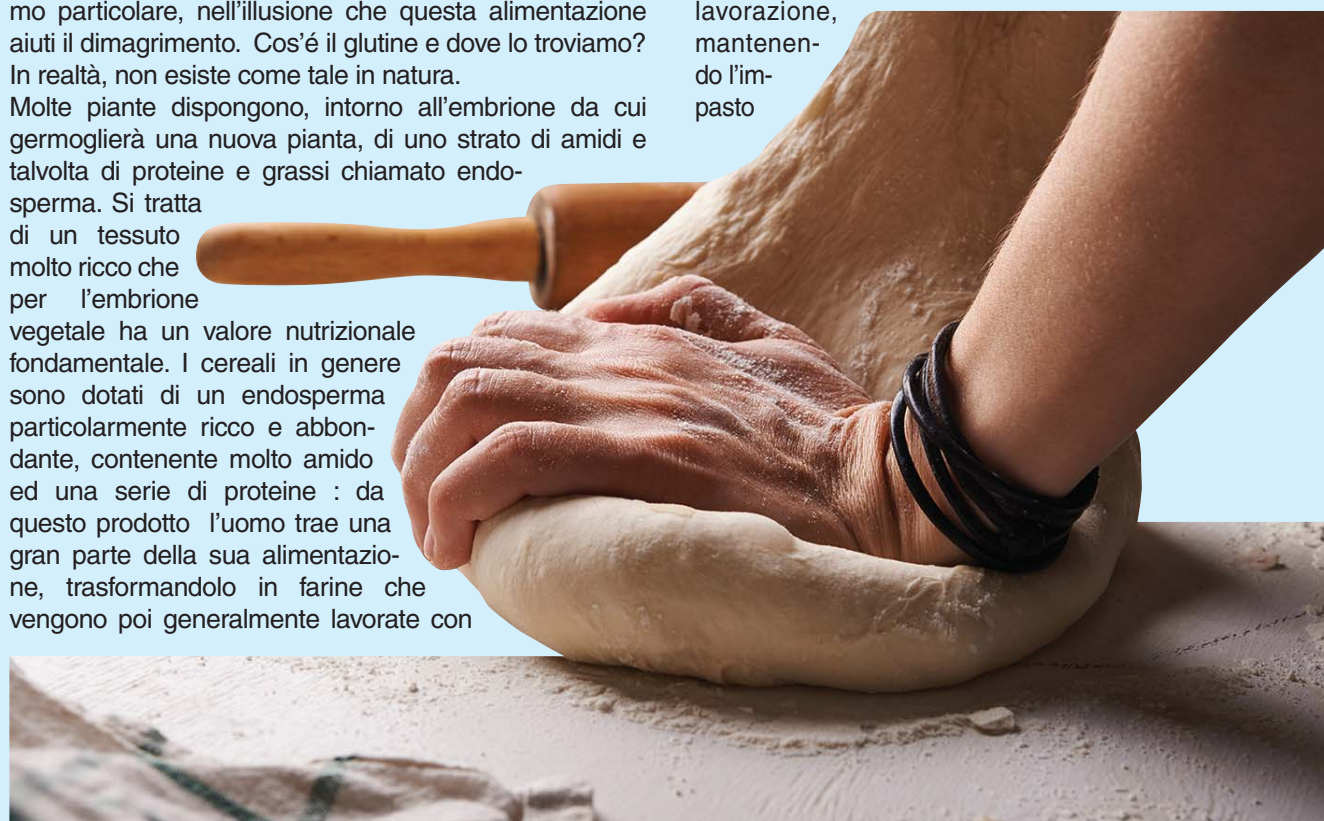 mo particolare, nell’illusione che questa alimentazione
aiuti il dimagrimento. Cos’é il glutine e dove lo troviamo?
In realtà, non esiste come tale in natura.
Molte piante dispongono, intorno all’embrione da cui
germoglierà una nuova pianta, di uno strato di amidi e
talvolta di proteine e grassi chiamato endo-
sperma. Si tratta
di un tessuto
molto ricco che
per l’embrione
vegetale ha un valore nutrizionale
fondamentale. I cereali in genere
sono dotati di un endosperma
particolarmente ricco e abbon-
dante, contenente molto amido
ed una serie di proteine : da
questo prodotto l’uomo trae una
gran parte della sua alimentazio-
ne, trasformandolo in farine che
vengono poi generalmente lavorate con
lavorazione,
mantenen-
do l’im-
pasto